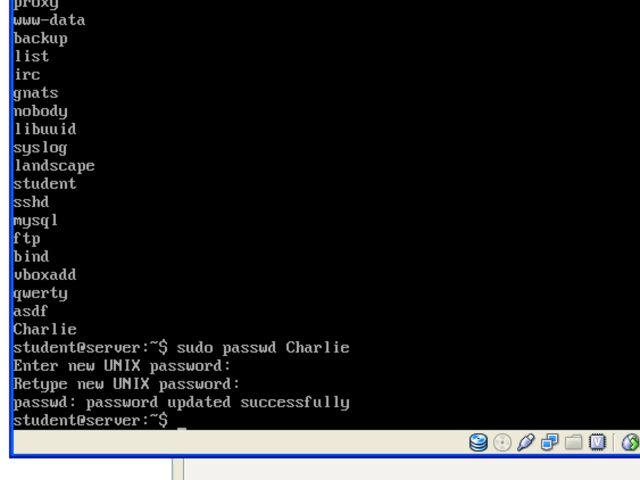 proxy
www-data
backup
list
irc
gnats
nobody
libuuid
syslog
landscape
student
sshd
mysql
ftp
bind
vboxadd
qwerty
asdf
Charlie
student@server:~$ sudo passwd Charlie
Enter new UNIX password:
Retype new UNIX password:
passwd: password updated successfully
student@server:~$ _